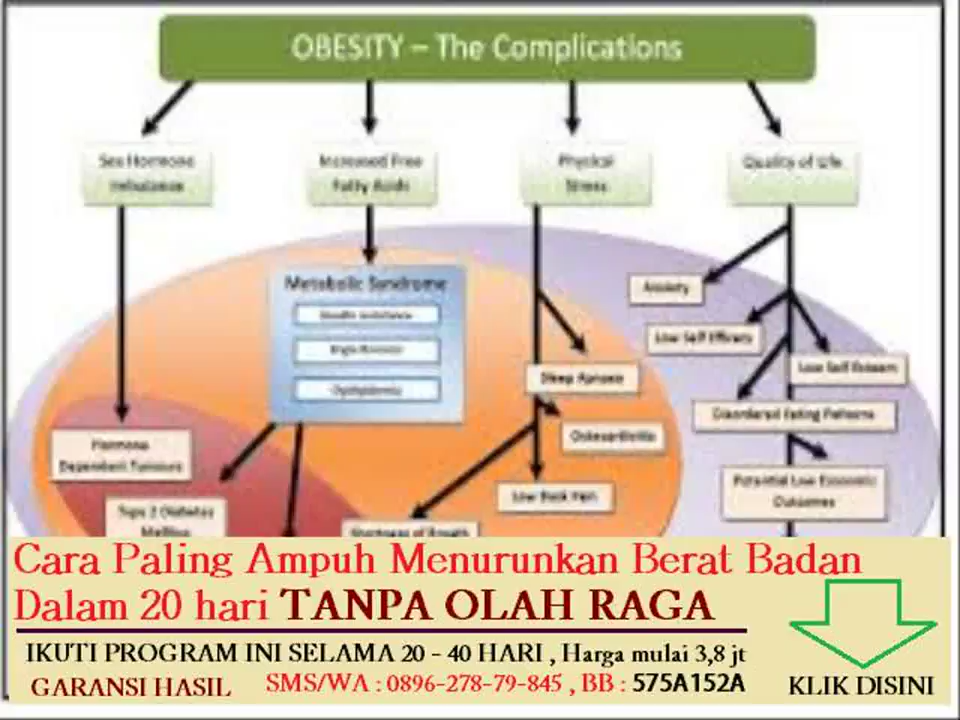 OBESITY – The Complications
Sex Hormone
Imbalance
Increased Free
Fatty Acids
Physical
Stress
Quality of Life
Metabolic Syndrome
Dyslipidemia
Anxiety
Low Self Efficacy
Low Self Esteem
Sleep Apnoea
Disordered Eating Patterns
Osteoarthritis
Hormone
Dependent Tumours
Low Back Pain
Potential Low Economic
Outcomes
Type 2 Diabetes
Mellitus
Shortness of Breath
Cara Paling Ampuh Menurunkan Berat Badan
Dalam 20 hari TANPA OLAH RAGA
IKUTI PROGRAM INI SELAMA 20 - 40 HARI , Harga mulai 3,8 jt
GARANSI HASIL SMS/WA : 0896-278-79-845 , BB : 575A152A
KLIK DISINI